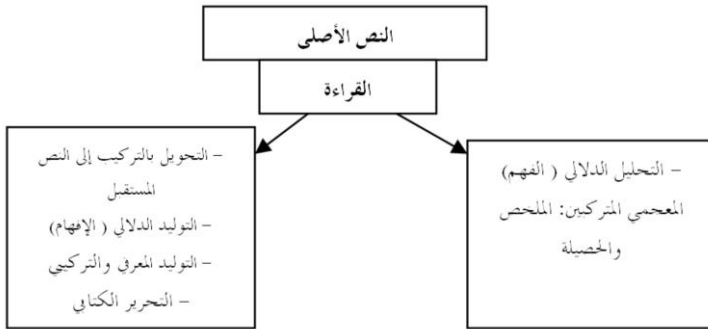 النص الأصلى
القراءة
– التحليل الدلالي ( الفهم)
المعجمي المتركبين: الملخص
والحصيلة
– التحويل بالتركيب إلى النص
المستقبل
– التوليد الدلالي ( الإفهام)
– التوليد المعرفي والتركيبي
– التحرير الكتابي